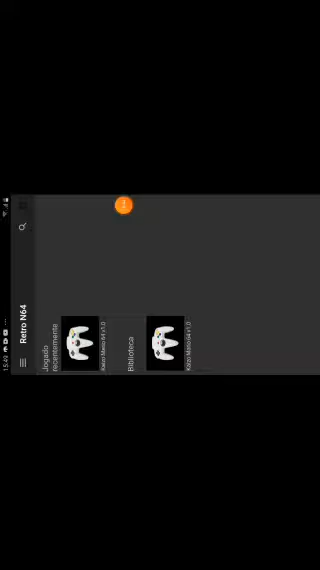 15:49
Retro N64
Jogado
recentemente
Kaizo Mario 64 v1.0
Biblioteca
Kaizo Mario 64 v1.0